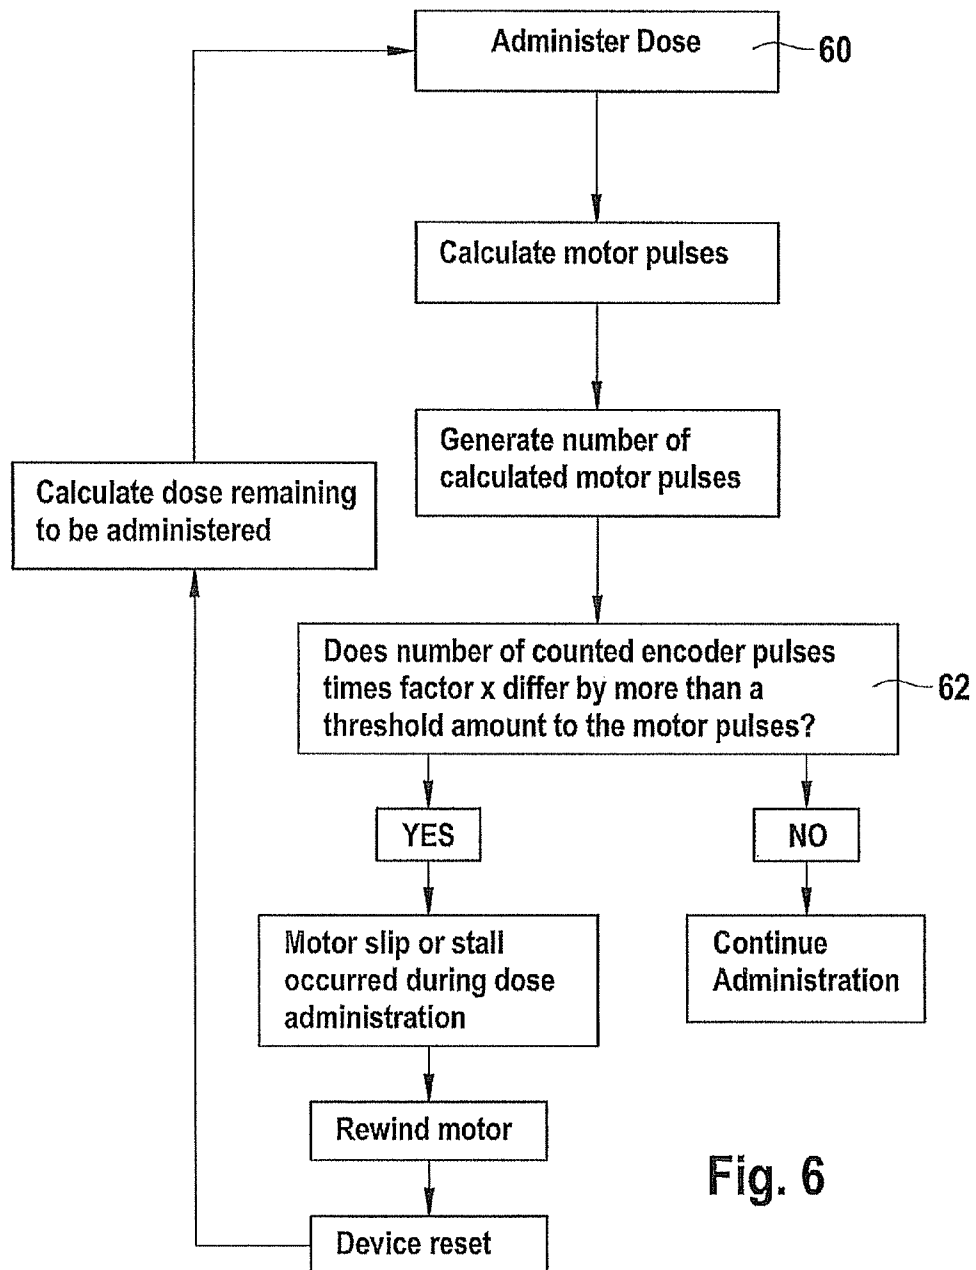 Administer Dose
60
Calculate motor pulses
Generate number of
calculated motor pulses
Calculate dose remaining
to be administered
Does number of counted encoder pulses
times factor x differ by more than a
threshold amount to the motor pulses?
62
YES
NO
Motor slip or stall
occurred during dose
administration
Continue
Administration
Rewind motor
Device reset
Fig. 6